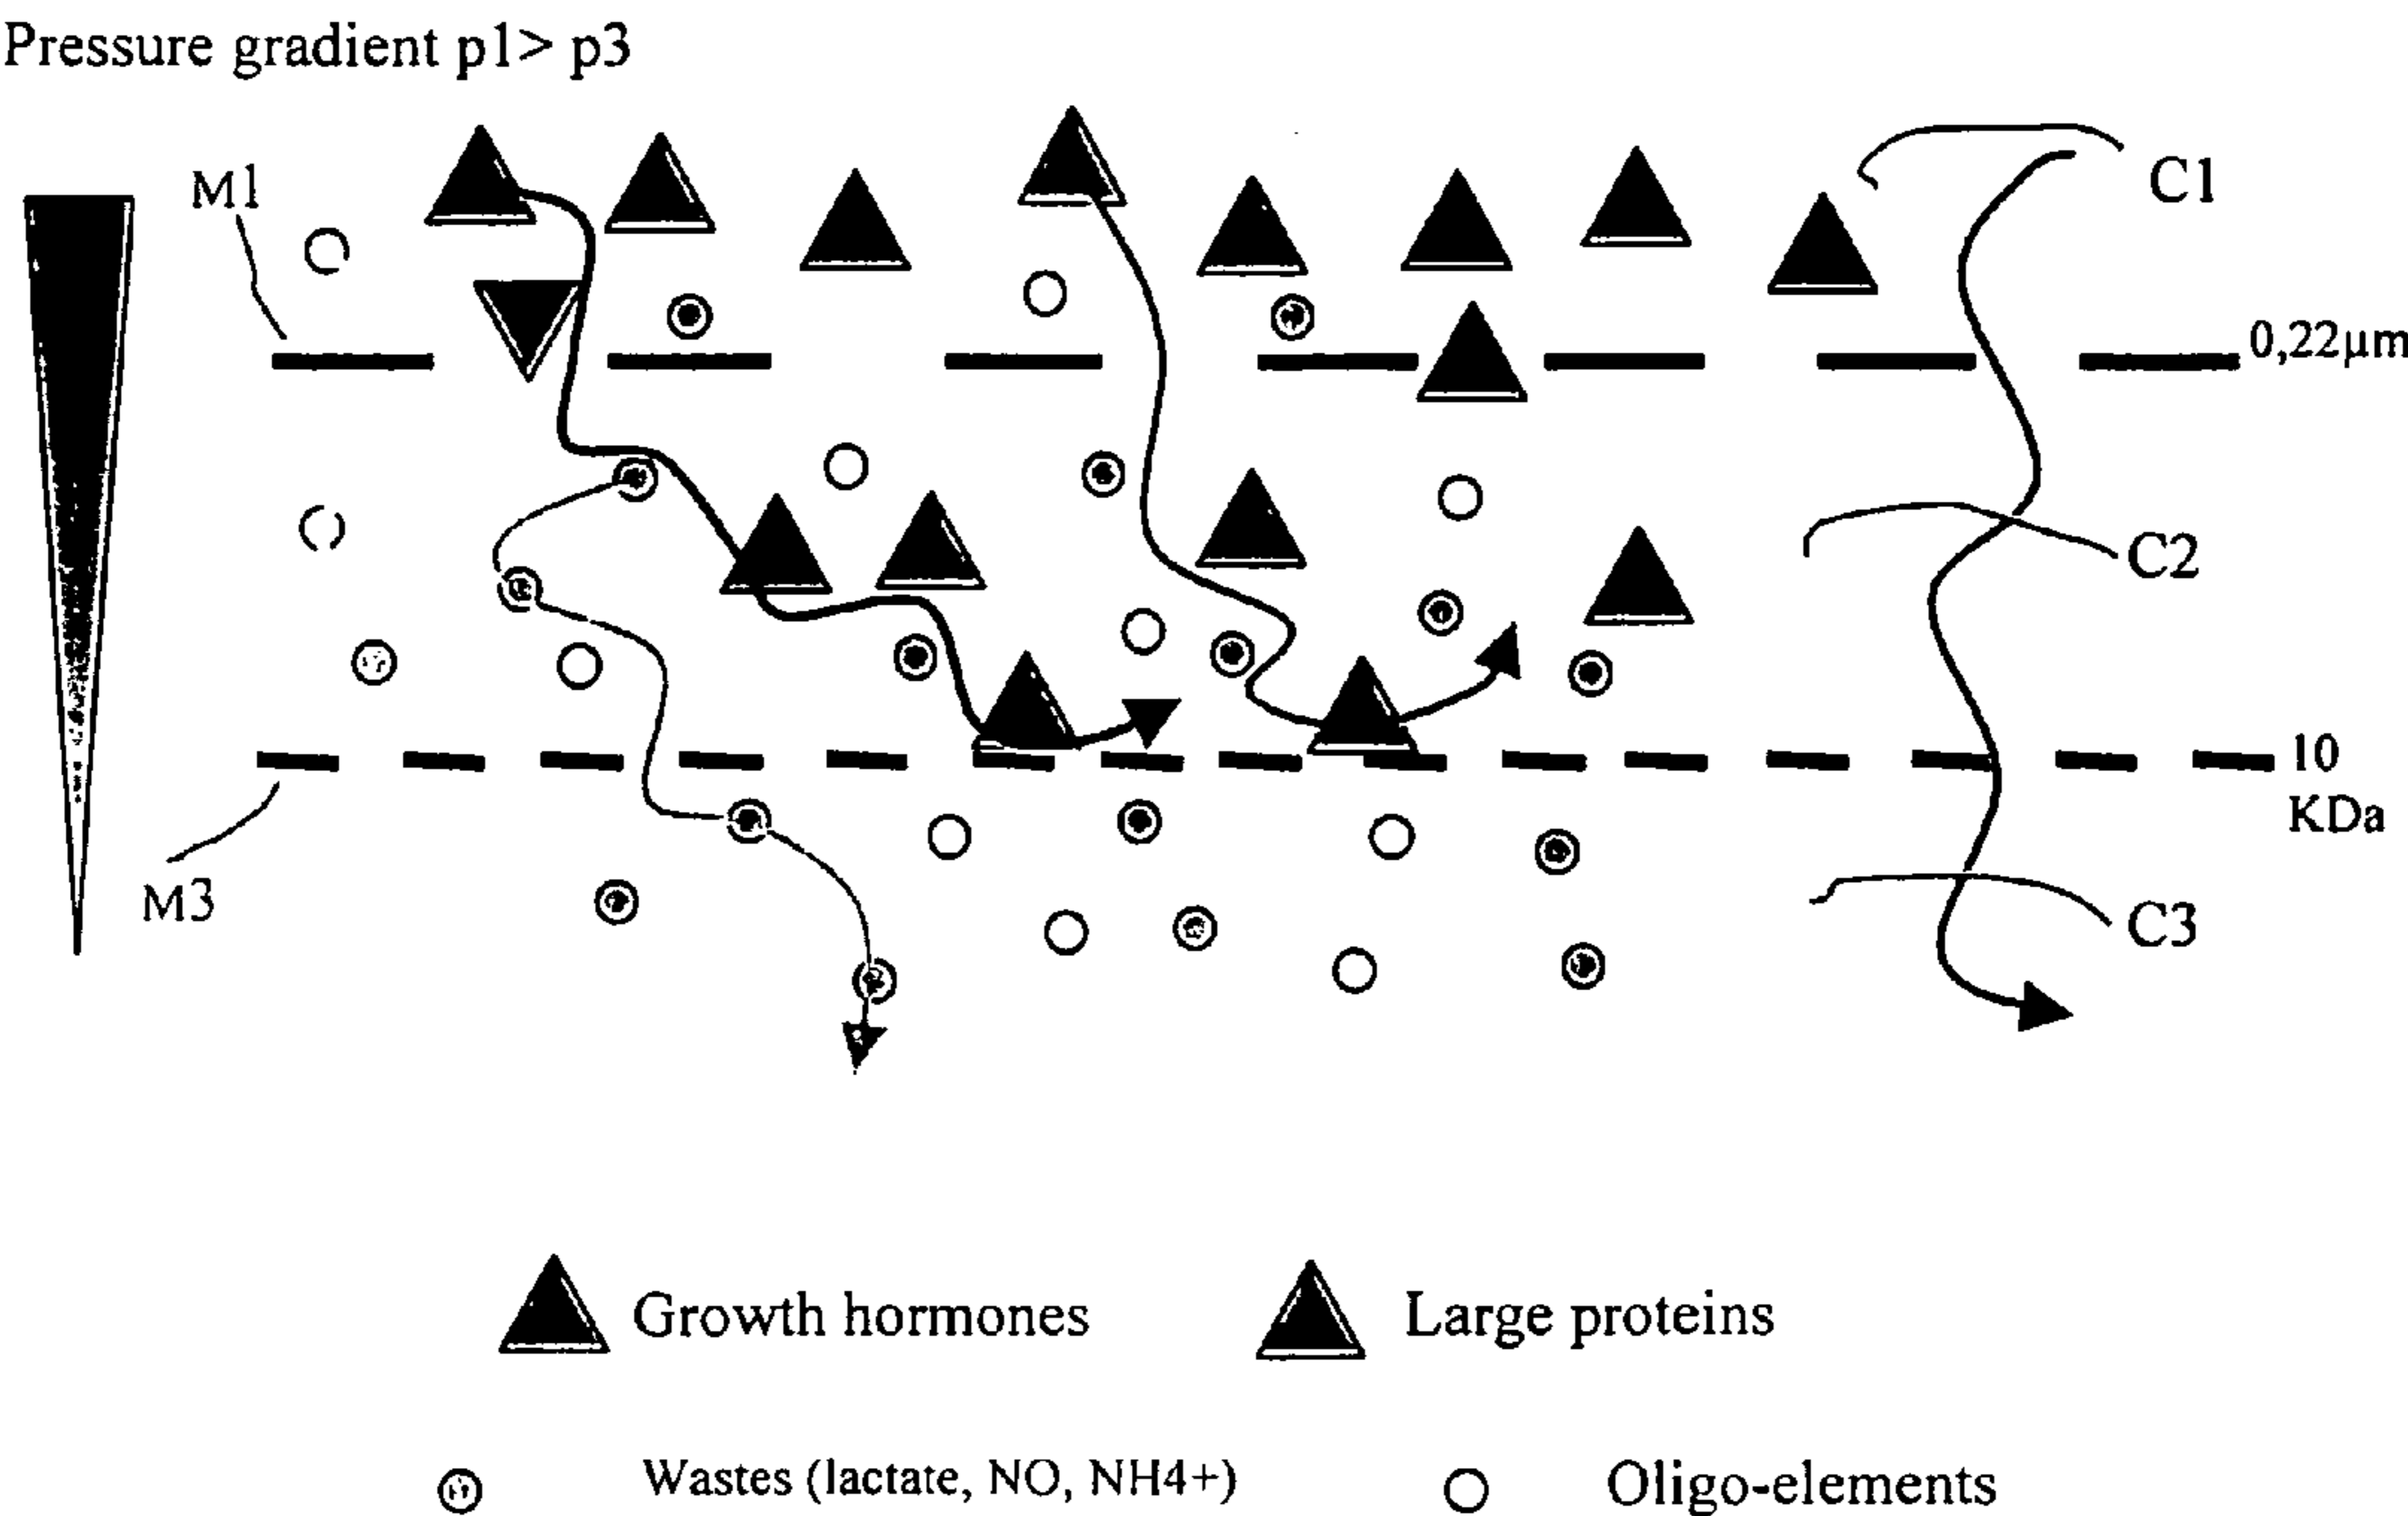 Pressure gradient p1> p3
M1
C1
0,22µm
C2
10
KDa
M3
C3
Growth hormones
Large proteins
Wastes (lactate, NO, NH4+)
Oligo-elements